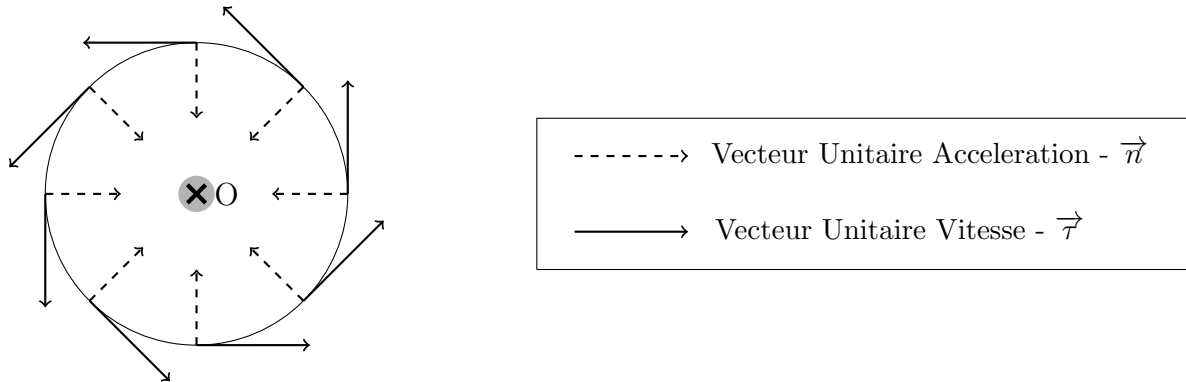 O
Vecteur Unitaire Acceleration - $\overrightarrow{n}$
Vecteur Unitaire Vitesse - $\overrightarrow{\tau}$